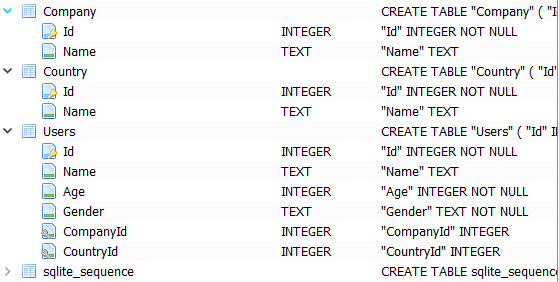 Company CREATE TABLE "Company" ( "I
Id INTEGER "Id" INTEGER NOT NULL
Name TEXT "Name" TEXT
Country CREATE TABLE "Country" ( "Id"
Id INTEGER "Id" INTEGER NOT NULL
Name TEXT "Name" TEXT
Users CREATE TABLE "Users" ( "Id" I
Id INTEGER "Id" INTEGER NOT NULL
Name TEXT "Name" TEXT
Age INTEGER "Age" INTEGER NOT NULL
Gender TEXT "Gender" TEXT NOT NULL
CompanyId INTEGER "CompanyId" INTEGER
CountryId INTEGER "CountryId" INTEGER
sqlite_sequence CREATE TABLE sqlite_sequence